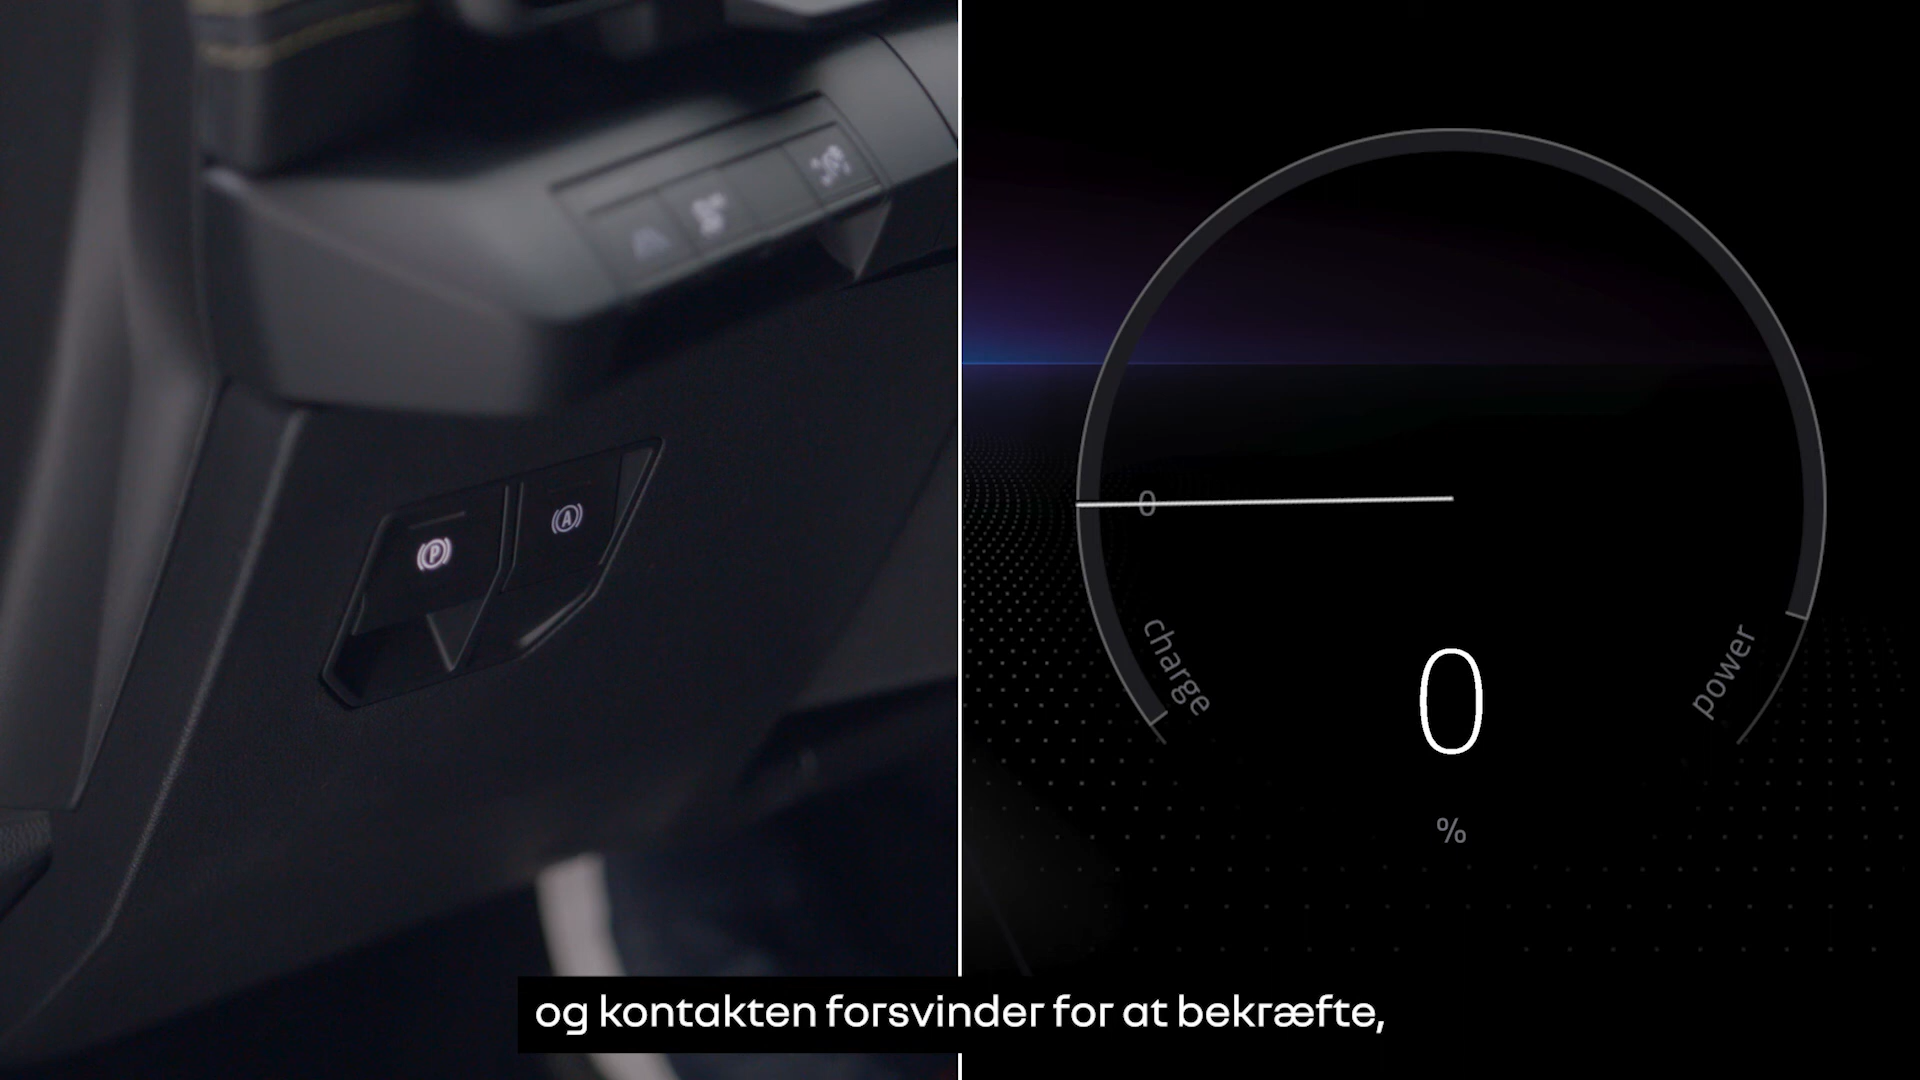 (P)
(A)
0
charge
power
0
%
og kontakten forsvinder for at bekræfte,